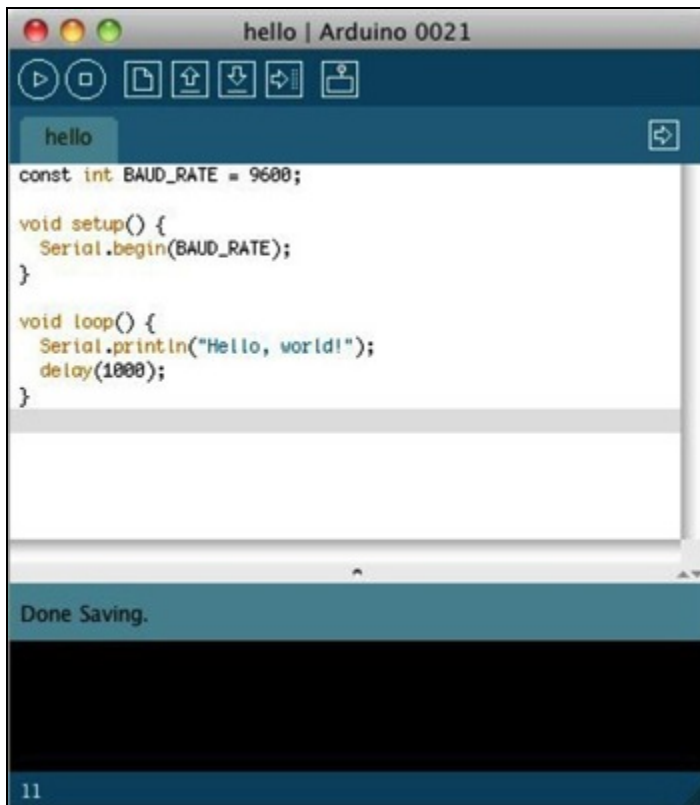 hello | Arduino 0021
hello
const int BAUD_RATE = 9600;
void setup() {
  Serial.begin(BAUD_RATE);
}
void loop() {
  Serial.println("Hello, world!");
  delay(1000);
}
Done Saving.
11